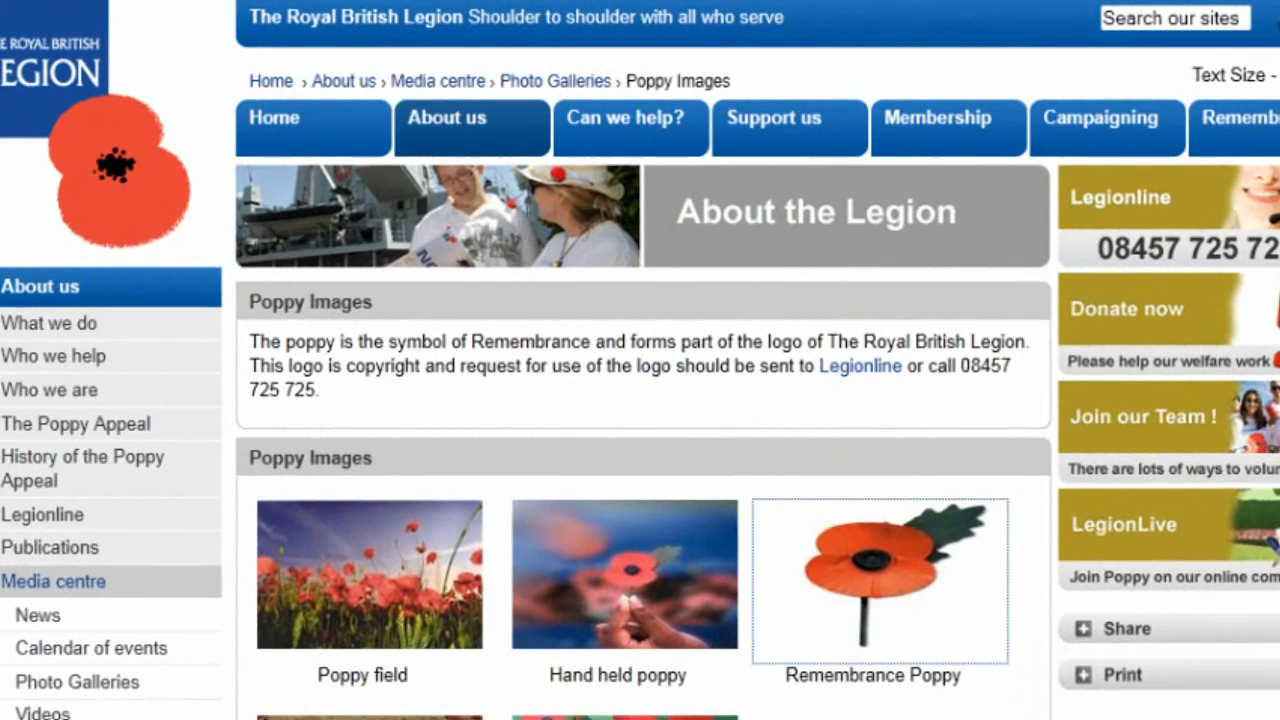 The Royal British Legion Shoulder to shoulder with all who serve
Search our sites
E ROYAL BRITISH
EGION
Home › About us › Media centre › Photo Galleries › Poppy Images
Text Size -
Home
About us
Can we help?
Support us
Membership
Campaigning
Rememb
About the Legion
Legionline
08457 725 72
About us
What we do
Who we help
Who we are
The Poppy Appeal
History of the Poppy
Appeal
Legionline
Publications
Media centre
News
Calendar of events
Photo Galleries
Videos
Poppy Images
The poppy is the symbol of Remembrance and forms part of the logo of The Royal British Legion.
This logo is copyright and request for use of the logo should be sent to Legionline or call 08457
725 725.
Poppy Images
Poppy field
Hand held poppy
Remembrance Poppy
Donate now
Please help our welfare work
Join our Team !
There are lots of ways to volu
LegionLive
Join Poppy on our online com
Share
Print